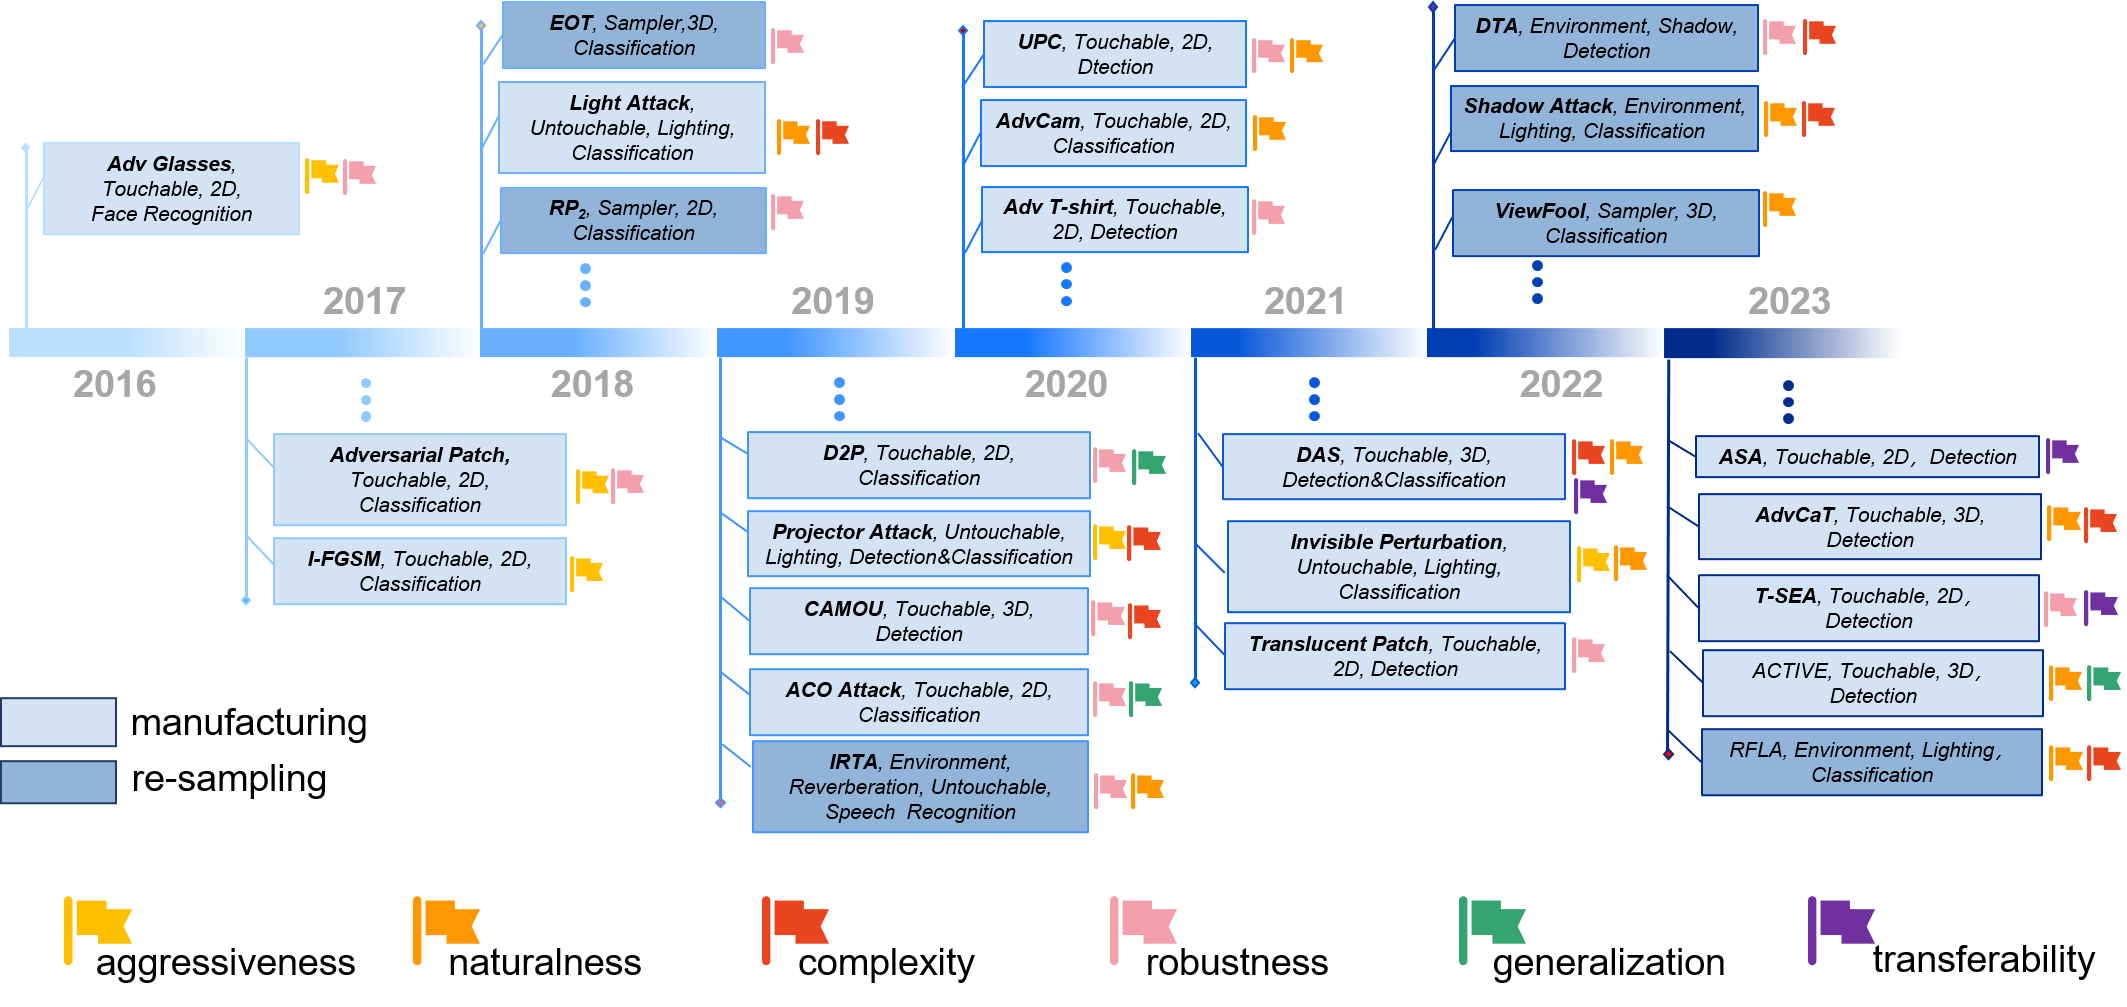 EOT, Sampler,3D,
Classification
Light Attack,
Untouchable, Lighting,
Classification
RP2, Sampler, 2D,
Classification
UPC, Touchable, 2D,
Dtection
AdvCam, Touchable, 2D,
Classification
Adv T-shirt, Touchable,
2D, Detection
DTA, Environment, Shadow,
Detection
Shadow Attack, Environment,
Lighting, Classification
ViewFool, Sampler, 3D,
Classification
Adv Glasses,
Touchable, 2D,
Face Recognition
2017
2019
2021
2023
2016
2018
2020
2022
Adversarial Patch,
Touchable, 2D,
Classification
I-FGSM, Touchable, 2D,
Classification
D2P, Touchable, 2D,
Classification
Projector Attack, Untouchable,
Lighting, Detection&Classification
CAMOU, Touchable, 3D,
Detection
ACO Attack, Touchable, 2D,
Classification
IRTA, Environment,
Reverberation, Untouchable,
Speech Recognition
DAS, Touchable, 3D,
Detection&Classification
Invisible Perturbation,
Untouchable, Lighting,
Classification
Translucent Patch, Touchable,
2D, Detection
ASA, Touchable, 2D, Detection
AdvCaT, Touchable, 3D,
Detection
T-SEA, Touchable, 2D,
Detection
ACTIVE, Touchable, 3D,
Detection
RFLA, Environment, Lighting,
Classification
manufacturing
re-sampling
aggressiveness
naturalness
complexity
robustness
generalization
transferability